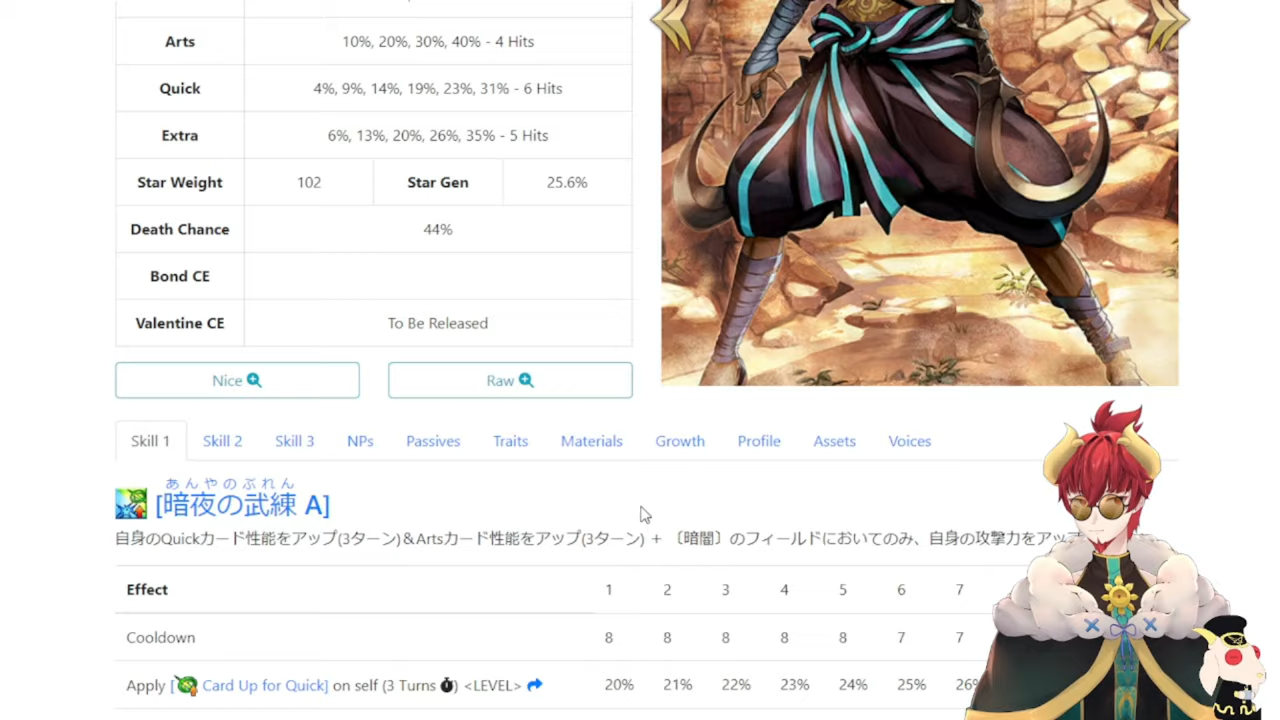 Arts 10%, 20%, 30%, 40% - 4 Hits
Quick 4%, 9%, 14%, 19%, 23%, 31% - 6 Hits
Extra 6%, 13%, 20%, 26%, 35% - 5 Hits
Star Weight 102 Star Gen 25.6%
Death Chance 44%
Bond CE
Valentine CE To Be Released
Nice Raw
Skill 1 Skill 2 Skill 3 NPs Passives Traits Materials Growth Profile Assets Voices
あんやのぶれん
[暗夜の武練 A]
自身のQuickカード性能をアップ(3ターン)&Artsカード性能をアップ(3ターン) + 〔暗闇〕のフィールドにおいてのみ、自身の攻撃力をアップ
Effect 1 2 3 4 5 6 7
Cooldown 8 8 8 8 8 7 7
Apply [Card Up for Quick] on self (3 Turns) <LEVEL> 20% 21% 22% 23% 24% 25% 26%